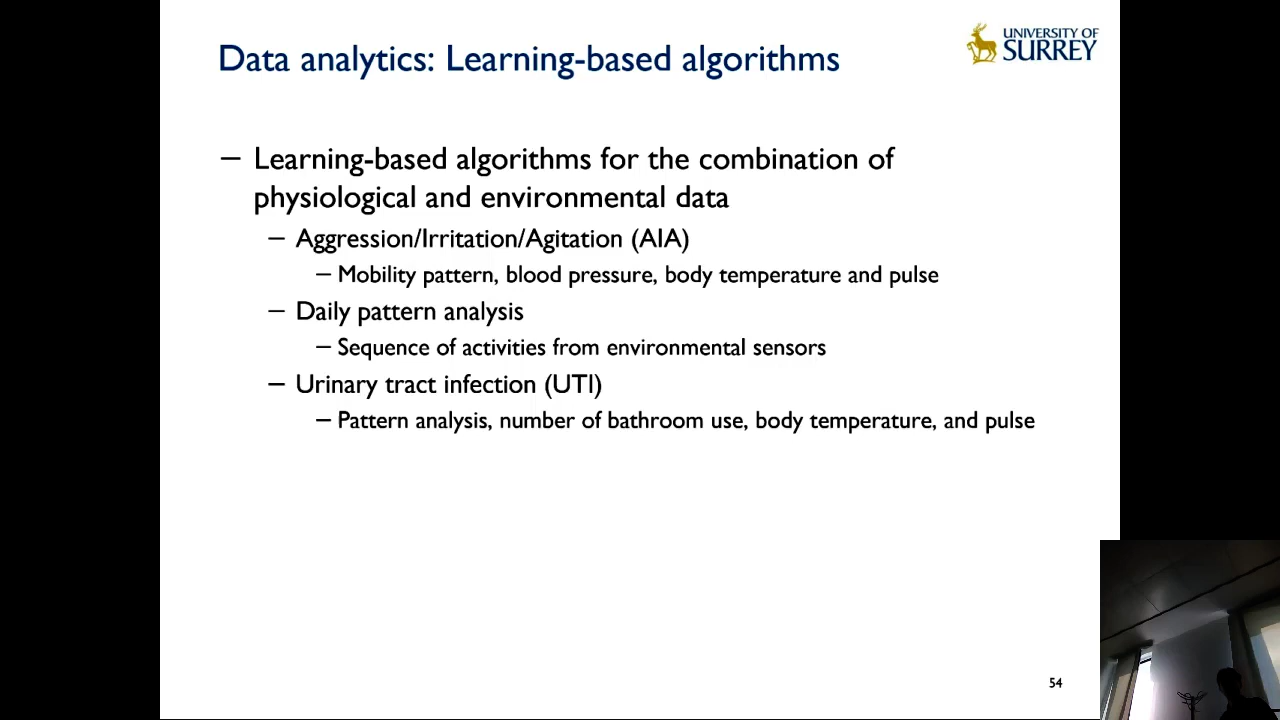 Data analytics: Learning-based algorithms
UNIVERSITY OF
SURREY
– Learning-based algorithms for the combination of
physiological and environmental data
– Aggression/Irritation/Agitation (AIA)
– Mobility pattern, blood pressure, body temperature and pulse
– Daily pattern analysis
– Sequence of activities from environmental sensors
– Urinary tract infection (UTI)
– Pattern analysis, number of bathroom use, body temperature, and pulse
54